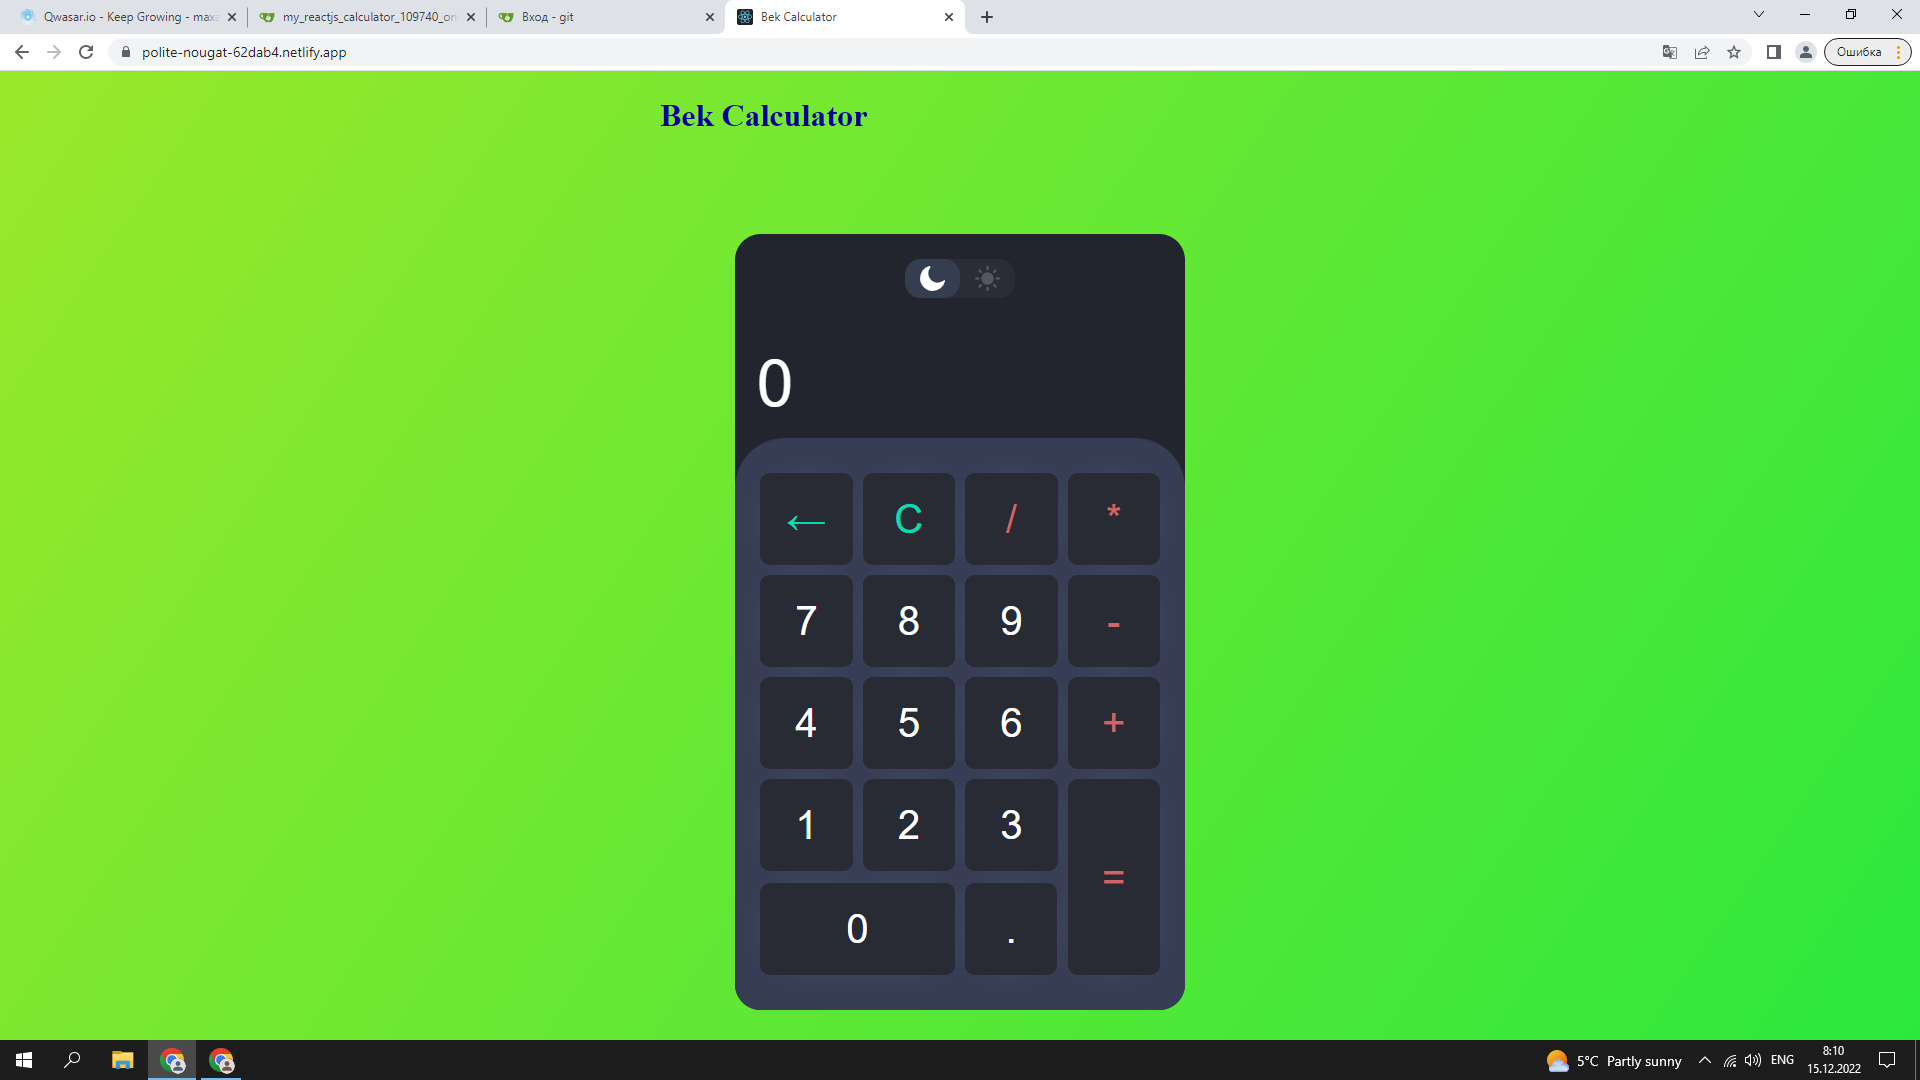 Qwasar.io - Keep Growing - maxa
my_reactjs_calculator_109740_on
Вход - git
Bek Calculator
polite-nougat-62dab4.netlify.app
Ошибка
Bek Calculator
0
← C / *
7 8 9 -
4 5 6 +
1 2 3
=
0 .
5°C Partly sunny
ENG
8:10
15.12.2022